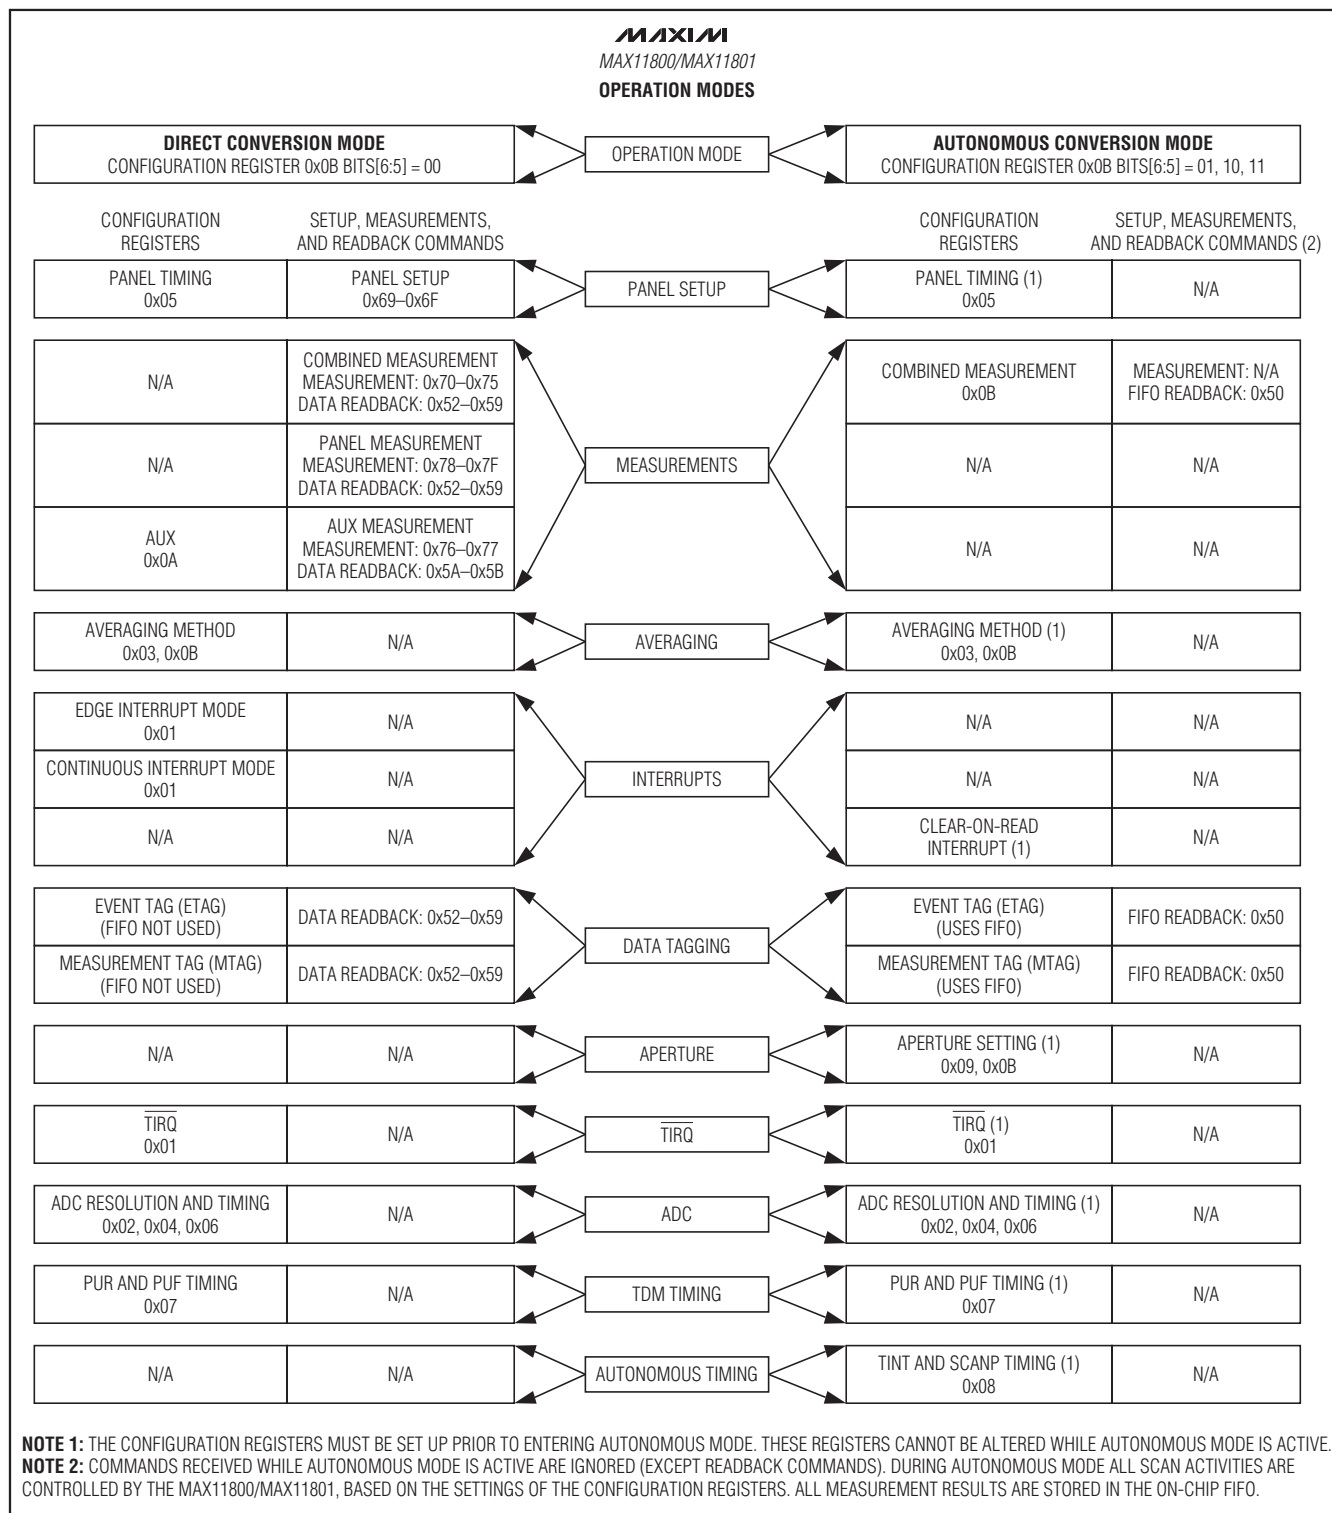 MAXIM
MAX11800/MAX11801
OPERATION MODES
DIRECT CONVERSION MODE
CONFIGURATION REGISTER 0x0B BITS[6:5] = 00
OPERATION MODE
AUTONOMOUS CONVERSION MODE
CONFIGURATION REGISTER 0x0B BITS[6:5] = 01, 10, 11
CONFIGURATION
REGISTERS
SETUP, MEASUREMENTS,
AND READBACK COMMANDS
CONFIGURATION
REGISTERS
SETUP, MEASUREMENTS,
AND READBACK COMMANDS (2)
PANEL TIMING
0x05
PANEL SETUP
0x69–0x6F
PANEL SETUP
PANEL TIMING (1)
0x05
N/A
N/A
COMBINED MEASUREMENT
MEASUREMENT: 0x70–0x75
DATA READBACK: 0x52–0x59
COMBINED MEASUREMENT
0x0B
MEASUREMENT: N/A
FIFO READBACK: 0x50
N/A
PANEL MEASUREMENT
MEASUREMENT: 0x78–0x7F
DATA READBACK: 0x52–0x59
MEASUREMENTS
N/A
N/A
AUX
0x0A
AUX MEASUREMENT
MEASUREMENT: 0x76–0x77
DATA READBACK: 0x5A–0x5B
N/A
N/A
AVERAGING METHOD
0x03, 0x0B
N/A
AVERAGING
AVERAGING METHOD (1)
0x03, 0x0B
N/A
EDGE INTERRUPT MODE
0x01
N/A
N/A
N/A
CONTINUOUS INTERRUPT MODE
0x01
N/A
INTERRUPTS
N/A
N/A
N/A
N/A
CLEAR-ON-READ
INTERRUPT (1)
N/A
EVENT TAG (ETAG)
(FIFO NOT USED)
DATA READBACK: 0x52–0x59
DATA TAGGING
EVENT TAG (ETAG)
(USES FIFO)
FIFO READBACK: 0x50
MEASUREMENT TAG (MTAG)
(FIFO NOT USED)
DATA READBACK: 0x52–0x59
MEASUREMENT TAG (MTAG)
(USES FIFO)
FIFO READBACK: 0x50
N/A
N/A
APERTURE
APERTURE SETTING (1)
0x09, 0x0B
N/A
TIRQ
0x01
N/A
TIRQ
TIRQ (1)
0x01
N/A
ADC RESOLUTION AND TIMING
0x02, 0x04, 0x06
N/A
ADC
ADC RESOLUTION AND TIMING (1)
0x02, 0x04, 0x06
N/A
PUR AND PUF TIMING
0x07
N/A
TDM TIMING
PUR AND PUF TIMING (1)
0x07
N/A
N/A
N/A
AUTONOMOUS TIMING
TINT AND SCANP TIMING (1)
0x08
N/A
NOTE 1: THE CONFIGURATION REGISTERS MUST BE SET UP PRIOR TO ENTERING AUTONOMOUS MODE. THESE REGISTERS CANNOT BE ALTERED WHILE AUTONOMOUS MODE IS ACTIVE.
NOTE 2: COMMANDS RECEIVED WHILE AUTONOMOUS MODE IS ACTIVE ARE IGNORED (EXCEPT READBACK COMMANDS). DURING AUTONOMOUS MODE ALL SCAN ACTIVITIES ARE
CONTROLLED BY THE MAX11800/MAX11801, BASED ON THE SETTINGS OF THE CONFIGURATION REGISTERS. ALL MEASUREMENT RESULTS ARE STORED IN THE ON-CHIP FIFO.